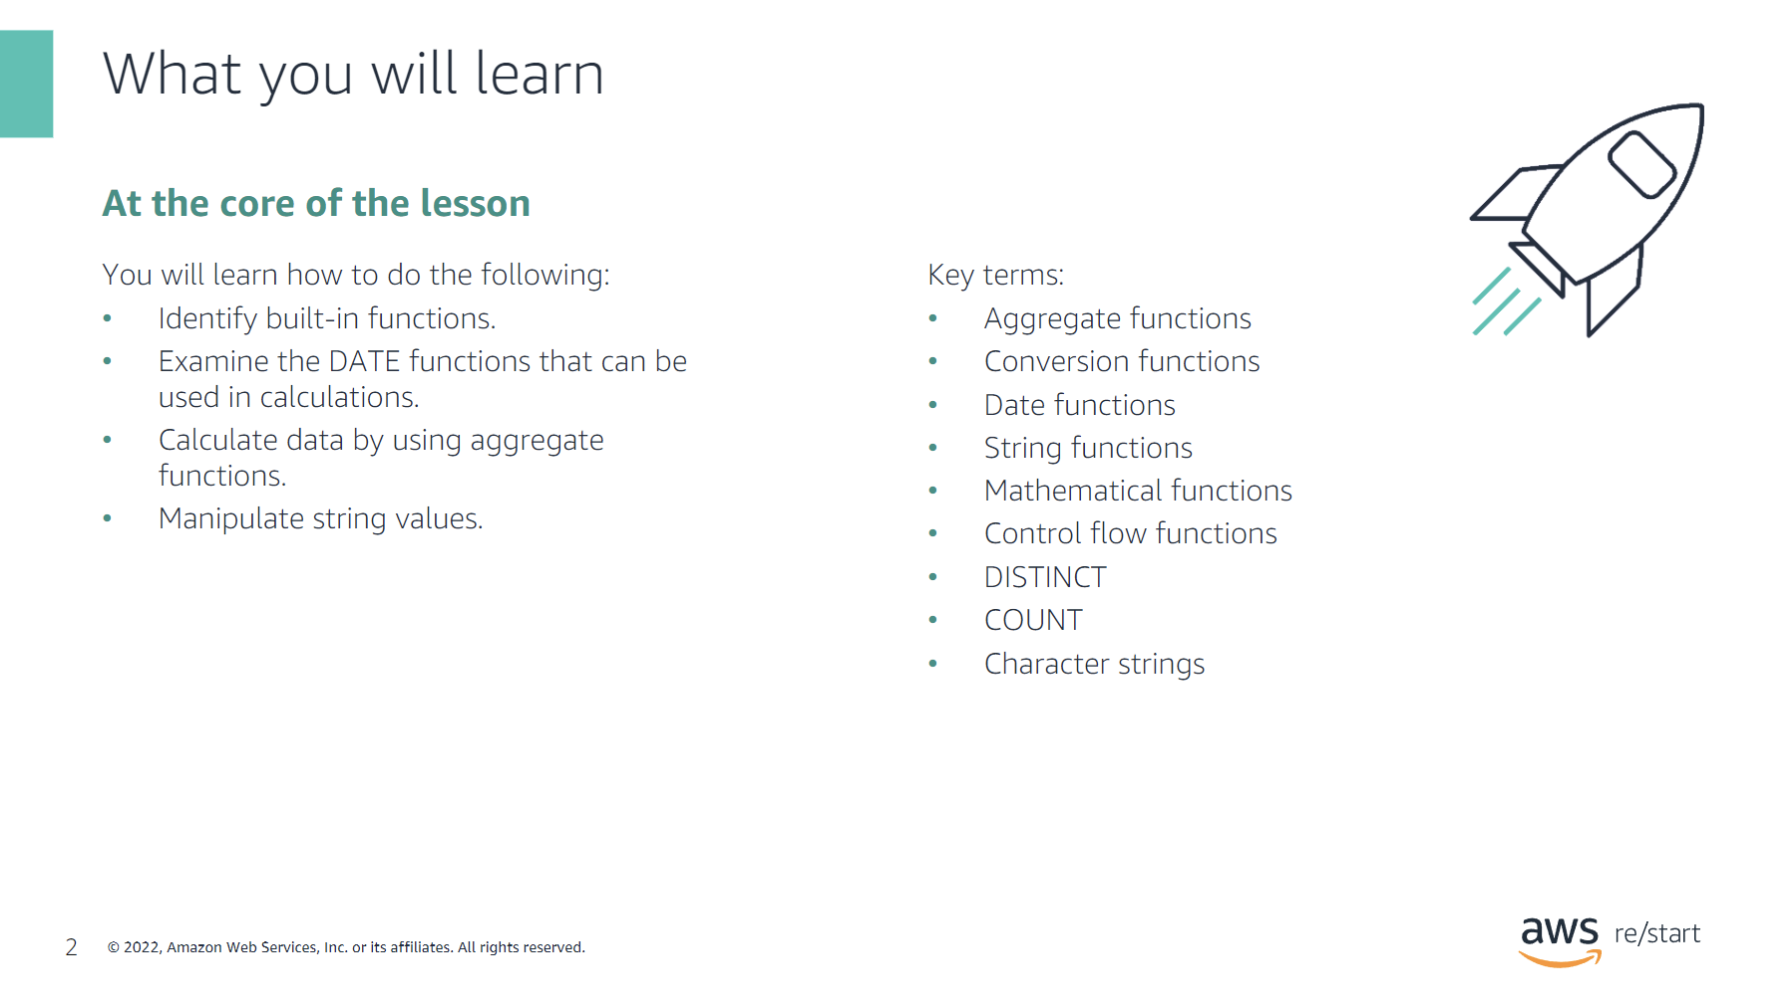 What you will learn
At the core of the lesson
You will learn how to do the following:
• Identify built-in functions.
• Examine the DATE functions that can be
used in calculations.
• Calculate data by using aggregate
functions.
• Manipulate string values.
Key terms:
• Aggregate functions
• Conversion functions
• Date functions
• String functions
• Mathematical functions
• Control flow functions
• DISTINCT
• COUNT
• Character strings
2 © 2022, Amazon Web Services, Inc. or its affiliates. All rights reserved.
aws re/start